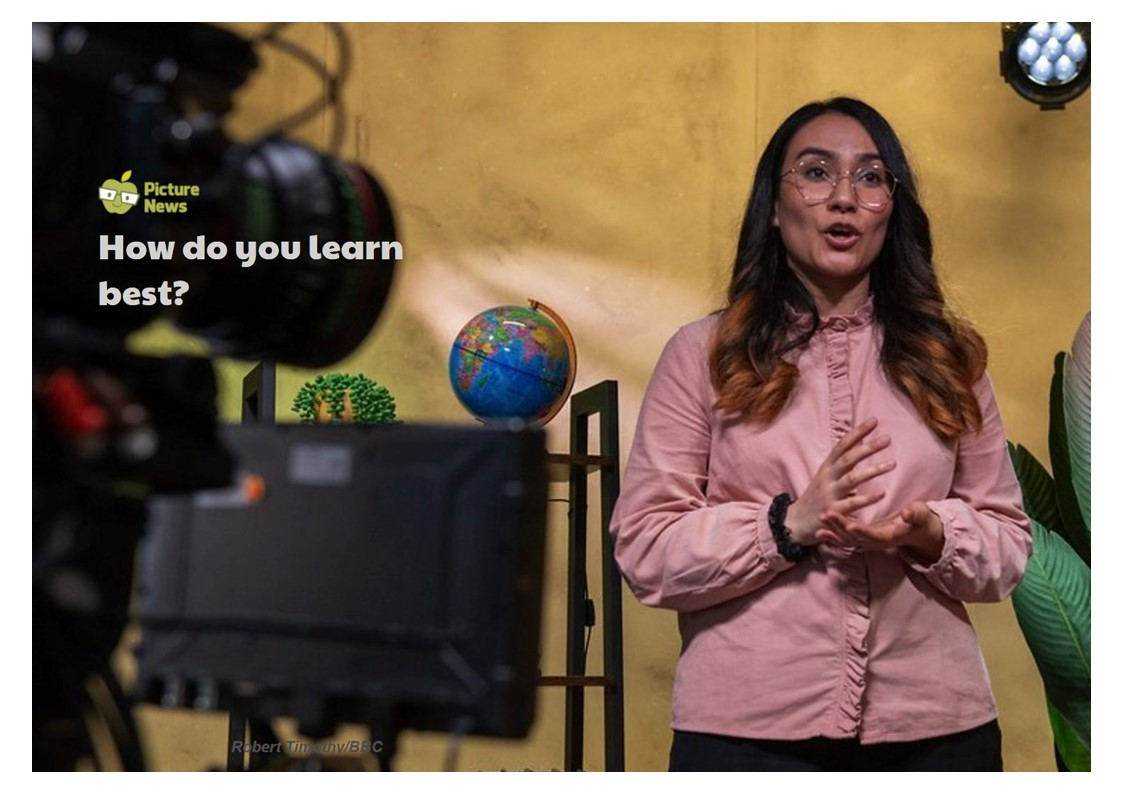 Picture
News
How do you learn
best?
Robert Timothy/BBC